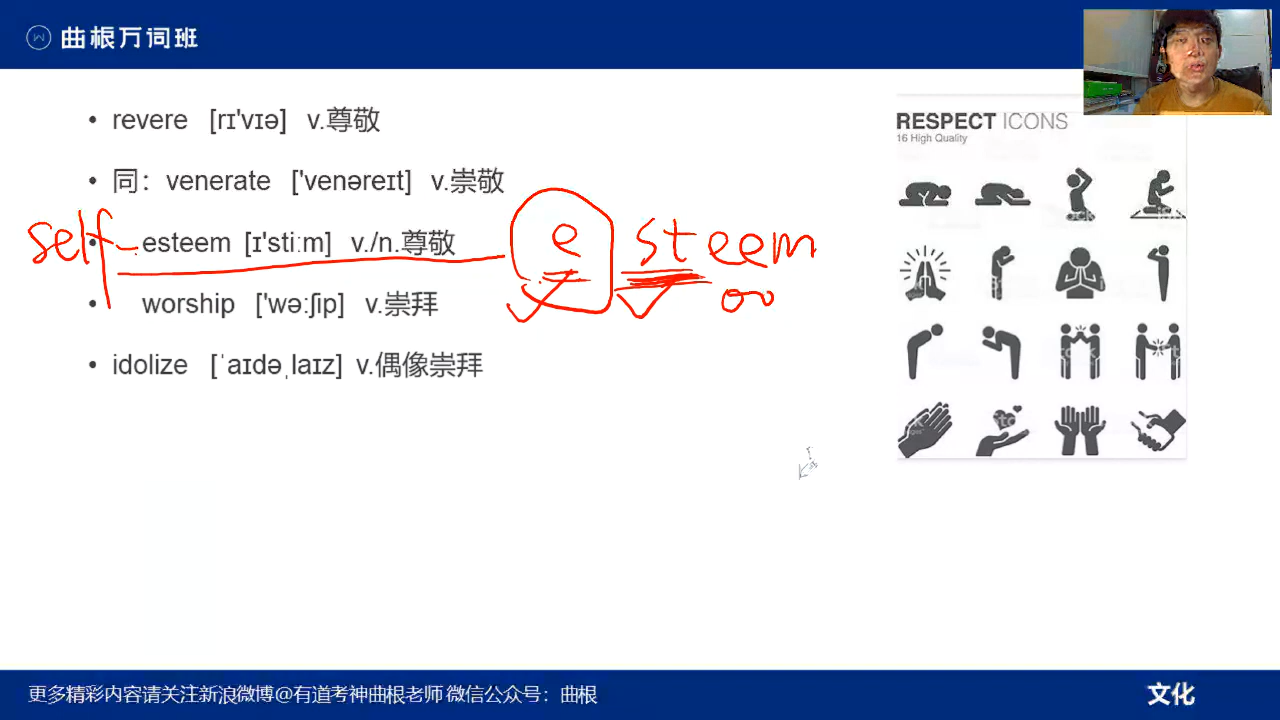 曲根万词班
RESPECT ICONS
16 High Quality
• revere [rɪ'vɪə] v.尊敬
• 同：venerate ['venəreɪt] v.崇敬
self-
• esteem [ɪ'sti:m] v./n.尊敬
e steem
• worship ['wə:ʃɪp] v.崇拜
• idolize [ˈaɪdəˌlaɪz] v.偶像崇拜
更多精彩内容请关注新浪微博@有道考神曲根老师 微信公众号：曲根
文化